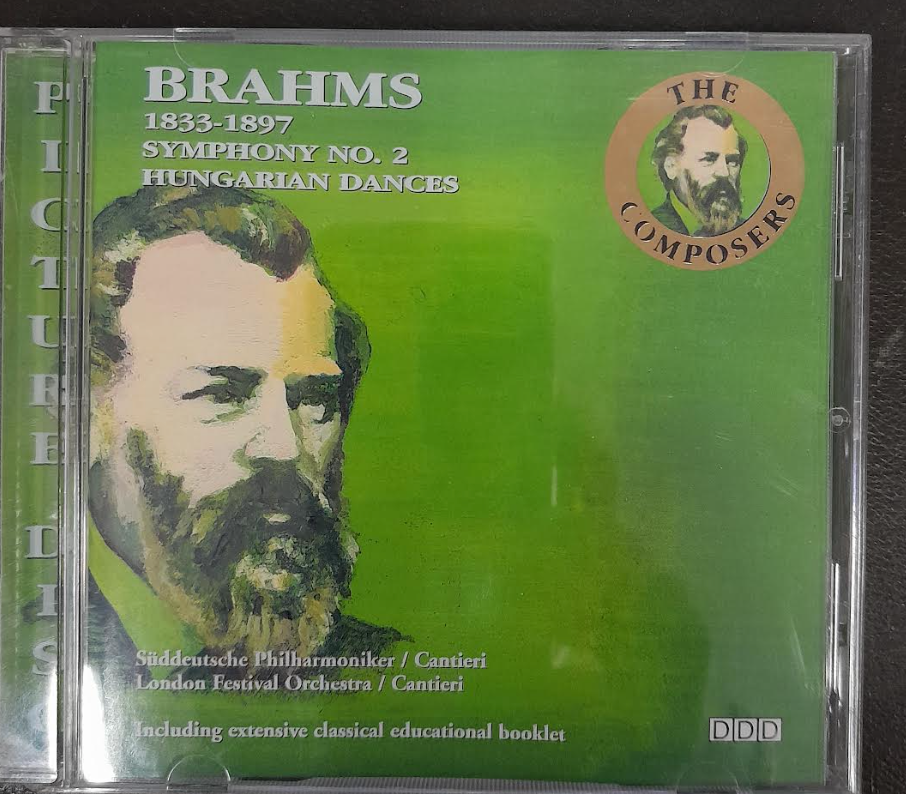 BRAHMS
1833-1897
SYMPHONY NO. 2
HUNGARIAN DANCES
THE
COMPOSERS
PICTURE DISC
Süddeutsche Philharmoniker / Cantieri
London Festival Orchestra / Cantieri
Including extensive classical educational booklet
DDD